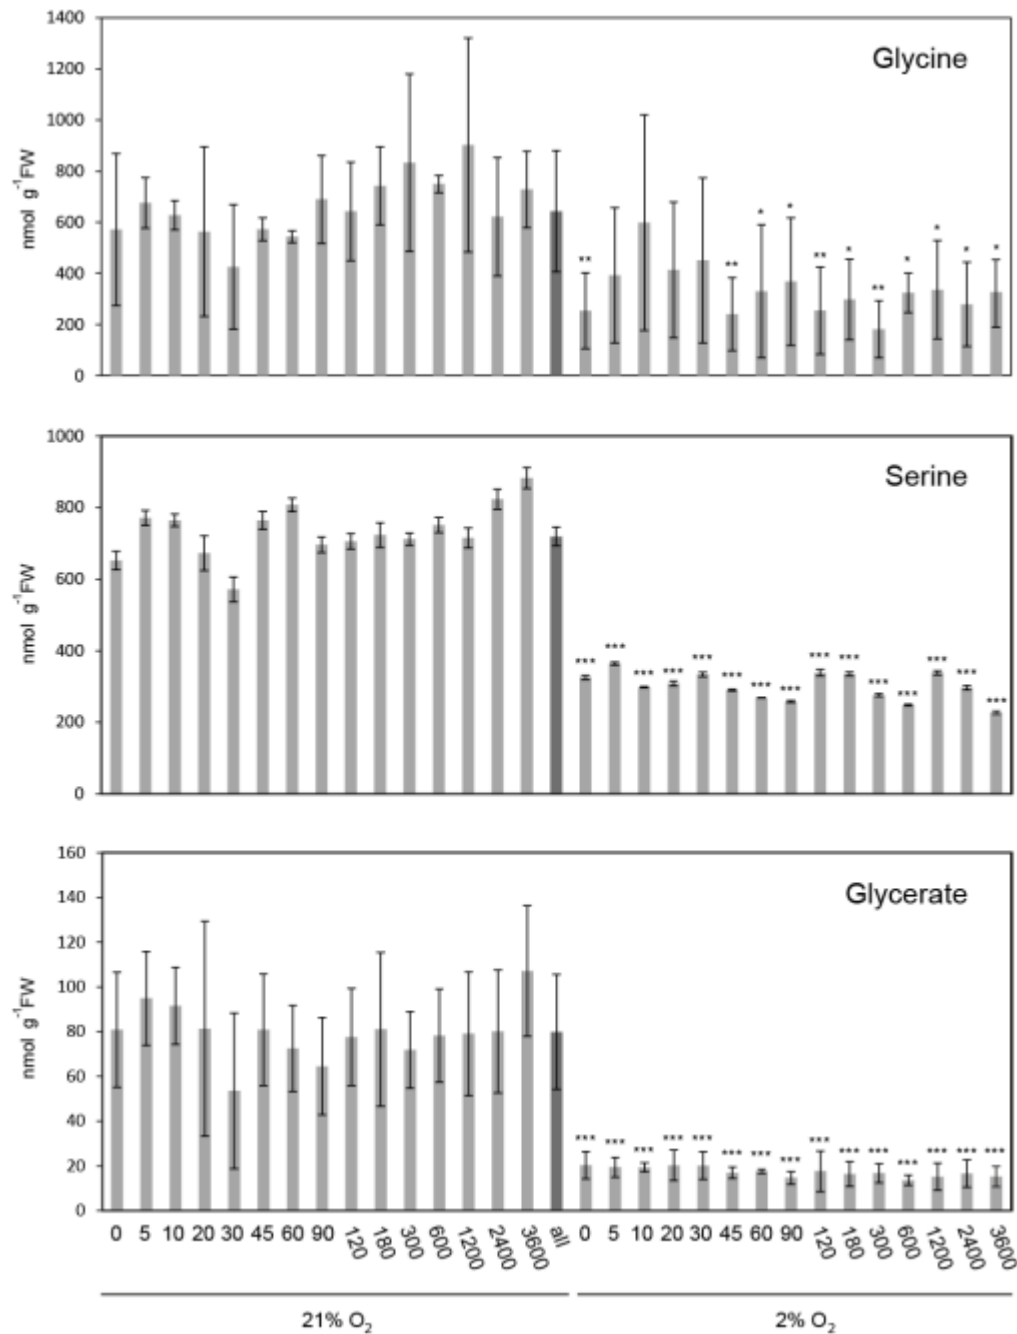 Glycine
nmol g⁻¹FW
1400
1200
1000
800
600
400
200
0
** ** * * ** * ** * * * *
Serine
nmol g⁻¹FW
1000
800
600
400
200
0
*** *** *** *** *** *** *** *** *** *** *** *** *** *** ***
Glycerate
nmol g⁻¹FW
160
140
120
100
80
60
40
20
0
*** *** *** *** *** *** *** *** *** *** *** *** *** *** ***
0 5 10 20 30 45 60 90 120 180 300 600 1200 2400 3600 all 0 5 10 20 30 45 60 90 120 180 300 600 1200 2400 3600
21% O₂ 2% O₂